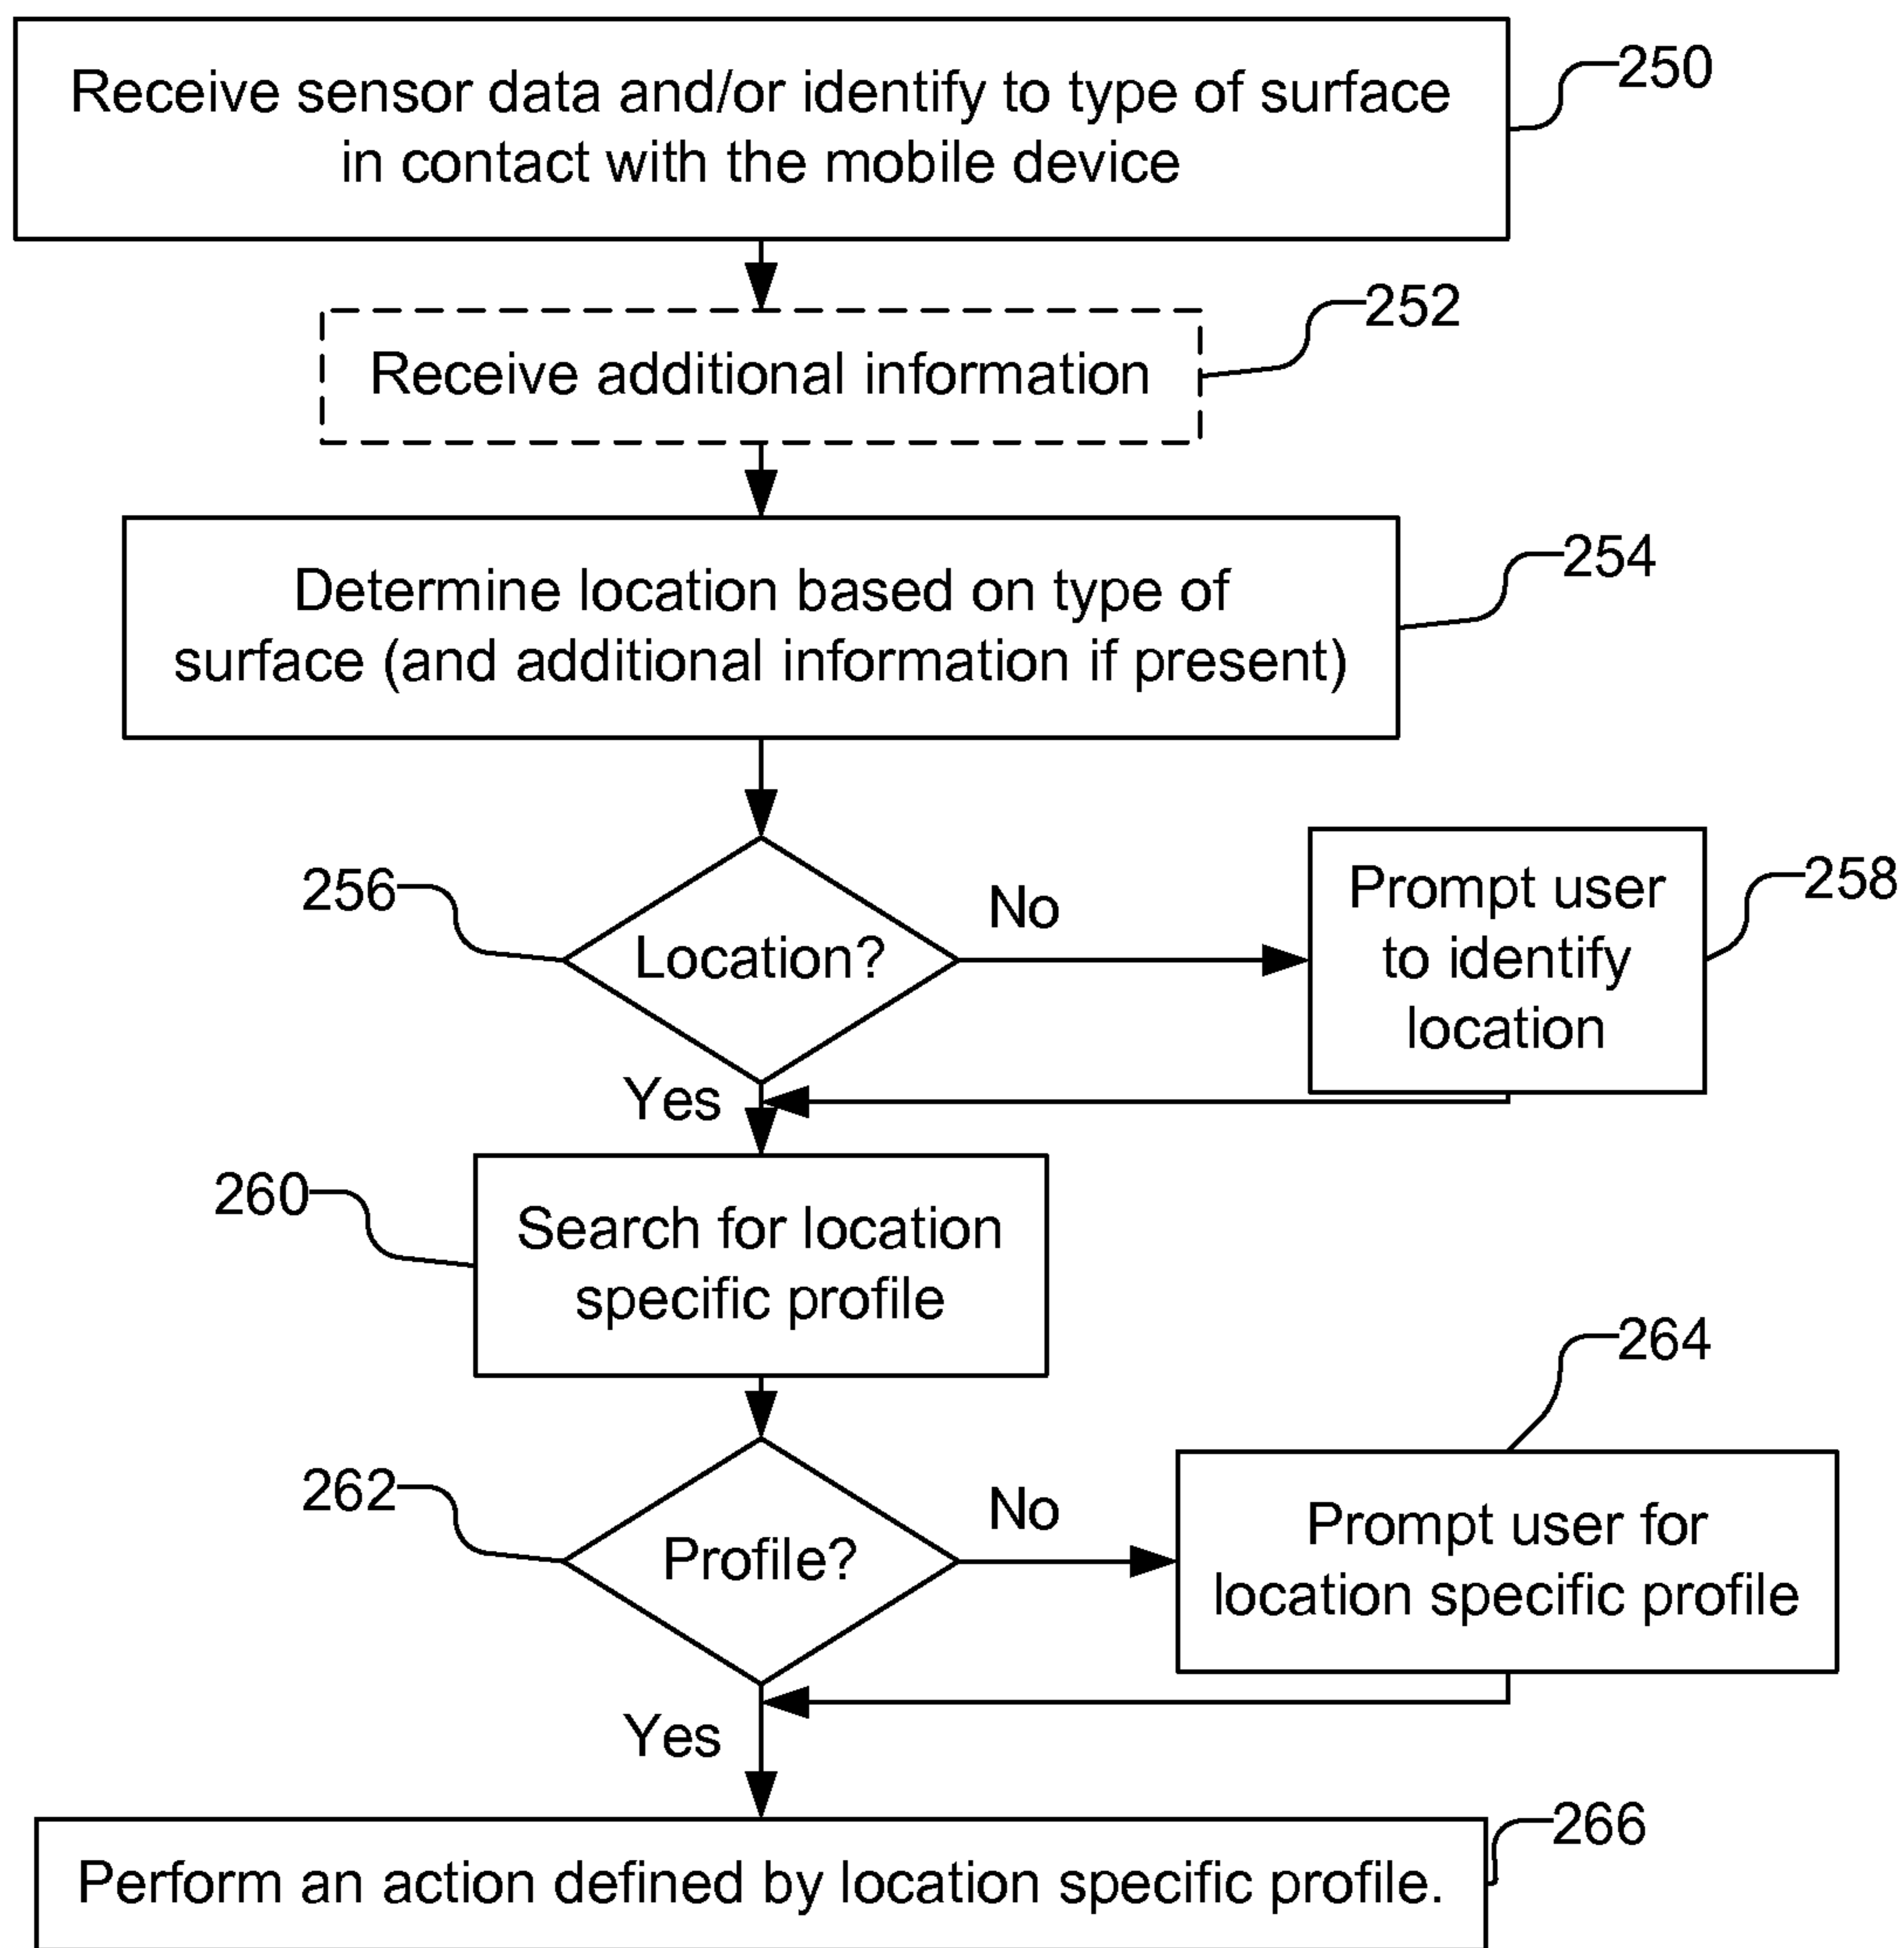 Receive sensor data and/or identify to type of surface
in contact with the mobile device
250
Receive additional information
252
Determine location based on type of
surface (and additional information if present)
254
256
Location?
No
Prompt user
to identify
location
258
Yes
260
Search for location
specific profile
262
Profile?
No
264
Prompt user for
location specific profile
Yes
Perform an action defined by location specific profile.
266